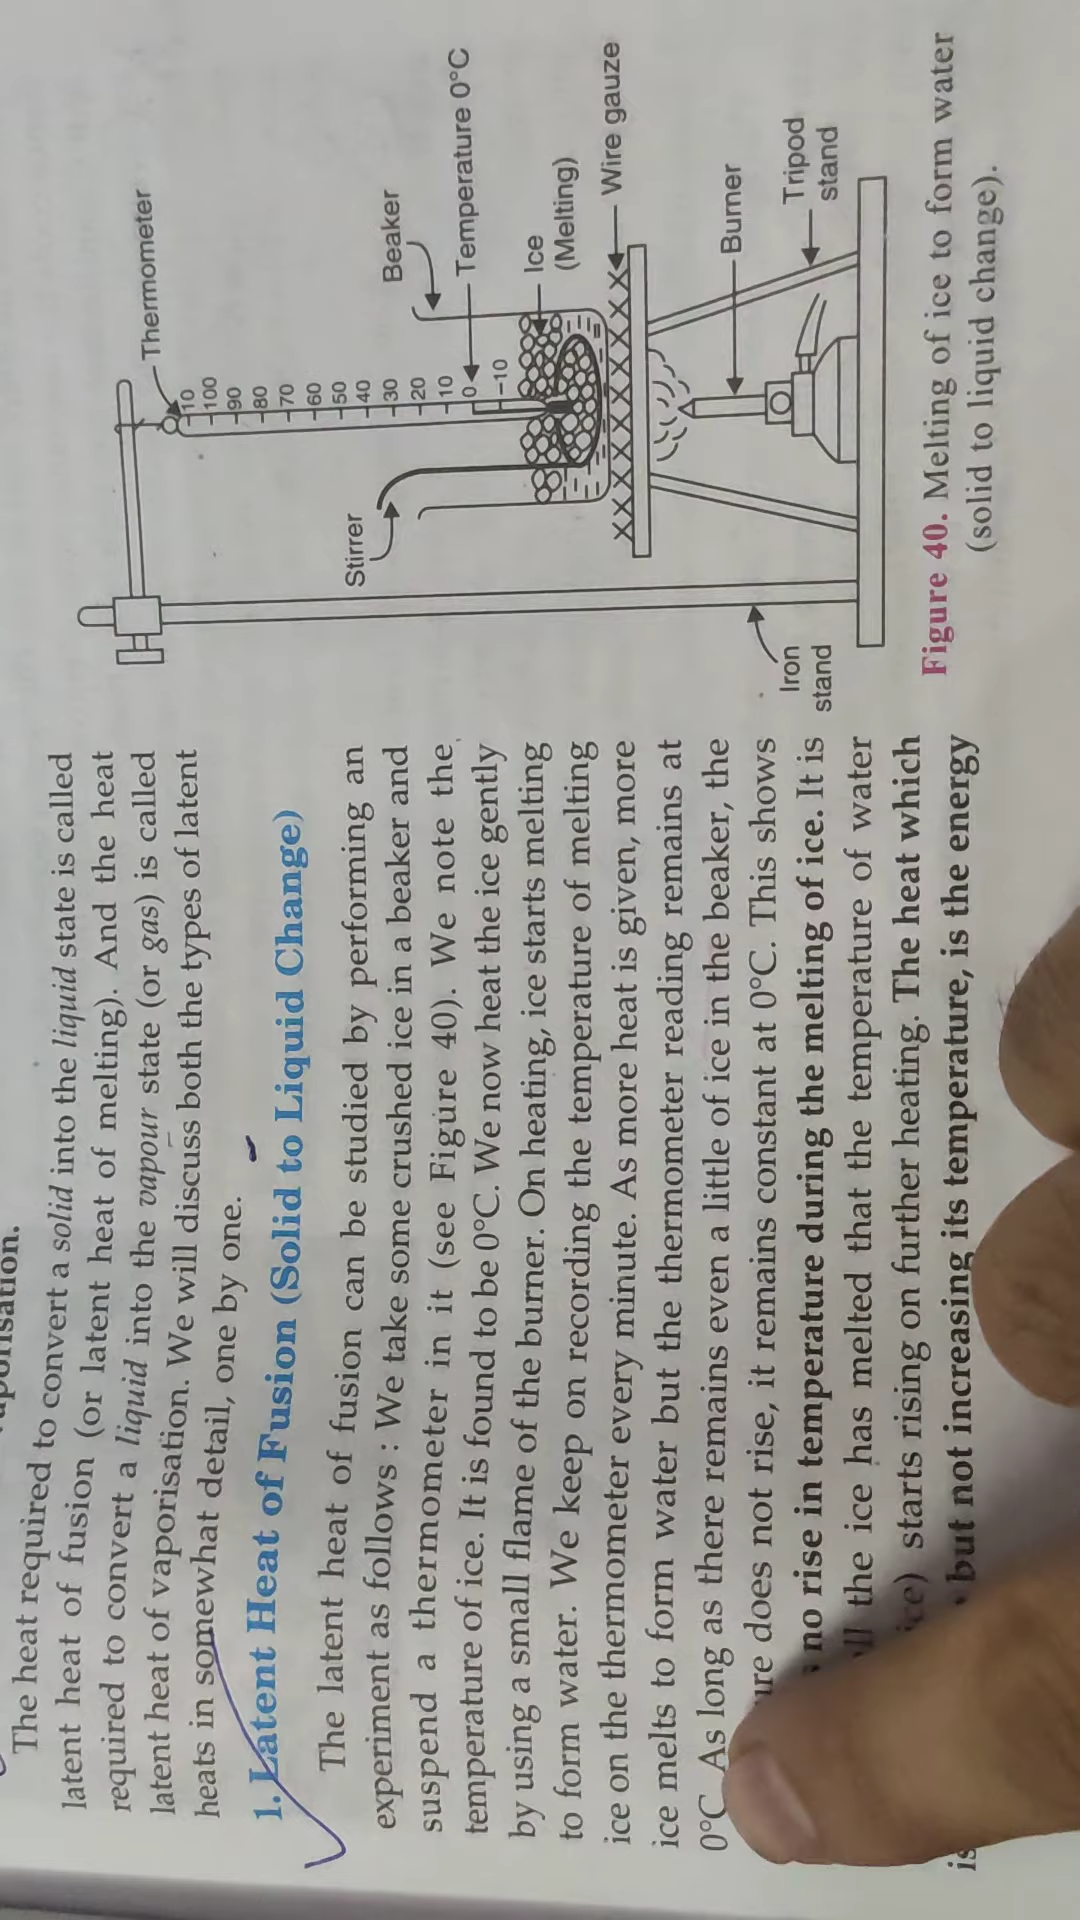 The heat required to convert a solid into the liquid state is called
latent heat of fusion (or latent heat of melting). And the heat
required to convert a liquid into the vapour state (or gas) is called
latent heat of vaporisation. We will discuss both the types of latent
heats in somewhat detail, one by one.
1. Latent Heat of Fusion (Solid to Liquid Change)
The latent heat of fusion can be studied by performing an
experiment as follows : We take some crushed ice in a beaker and
suspend a thermometer in it (see Figure 40). We note the
temperature of ice. It is found to be 0°C. We now heat the ice gently
by using a small flame of the burner. On heating, ice starts melting
to form water. We keep on recording the temperature of melting
ice on the thermometer every minute. As more heat is given, more
ice melts to form water but the thermometer reading remains at
0°C. As long as there remains even a little of ice in the beaker, the
does not rise, it remains constant at 0°C. This shows
no rise in temperature during the melting of ice. It is
the ice has melted that the temperature of water
starts rising on further heating. The heat which
but not increasing its temperature, is the energy
Thermometer
10
100
90
80
70
60
50
40
30
20
10
0
-10
Stirrer
Beaker
Temperature 0°C
Ice
(Melting)
Wire gauze
Burner
Tripod
stand
Iron
stand
Figure 40. Melting of ice to form water
(solid to liquid change).